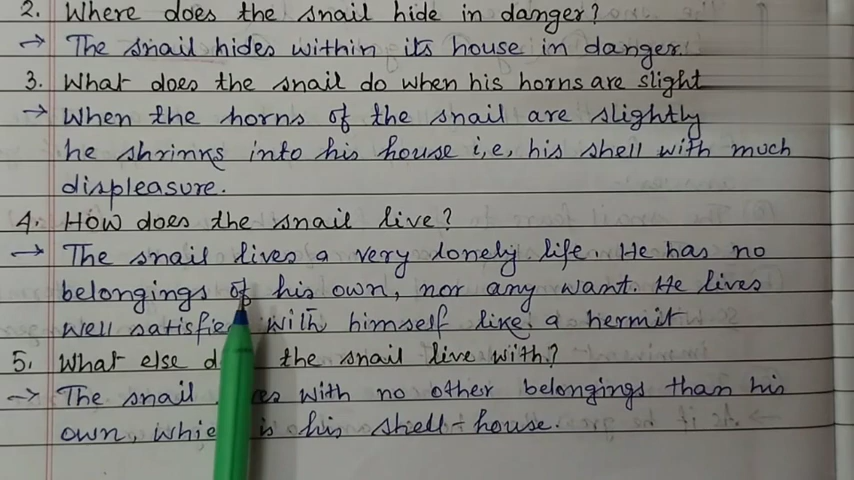 2. Where does the snail hide in danger?
→ The snail hides within its house in danger.
3. What does the snail do when his horns are slight
→ When the horns of the snail are slightly
he shrinks into his house i,e, his shell with much
displeasure.
4. How does the snail live?
→ The snail lives a very lonely life. He has no
belongings of his own, nor any want. He lives
well satisfie with himself like a hermit
5. What else d the snail live with?
→ The snail es with no other belongings than his
own, whic is his shell-house.